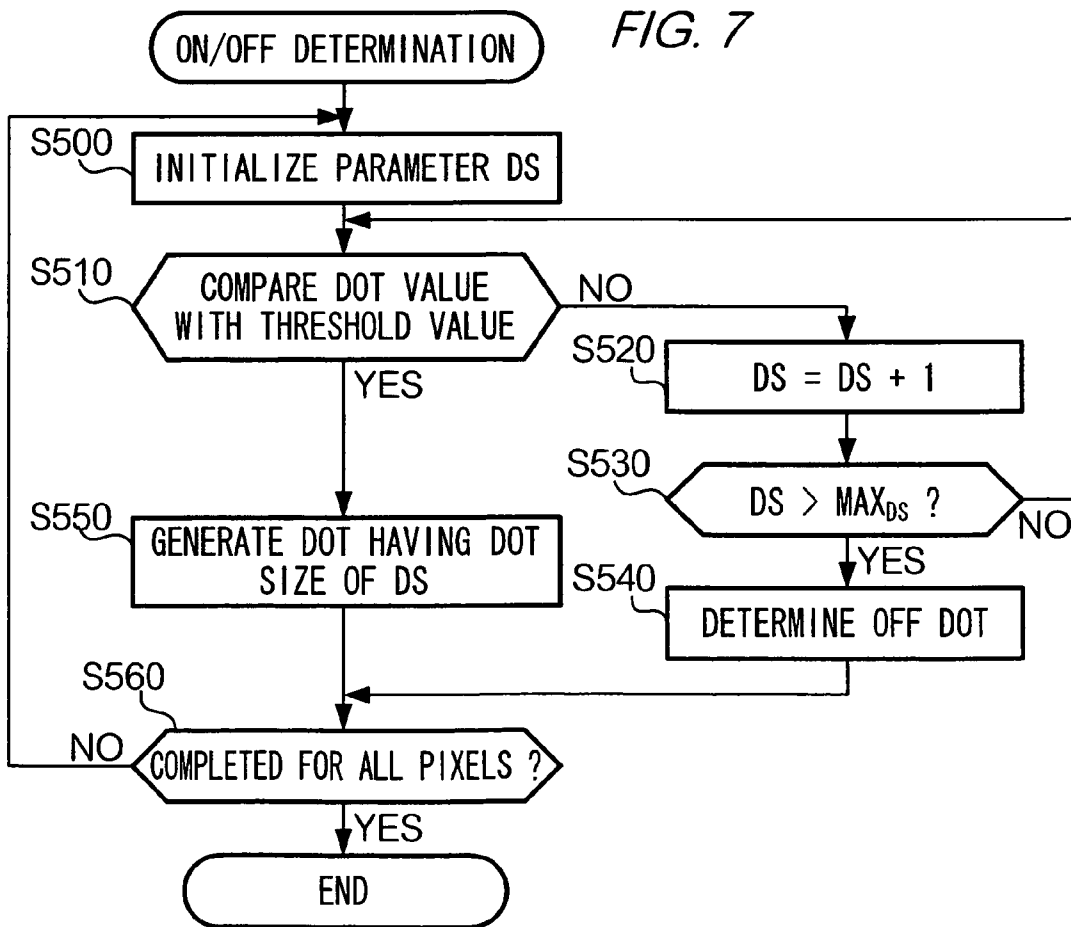 FIG. 7
ON/OFF DETERMINATION
S500
INITIALIZE PARAMETER DS
S510
COMPARE DOT VALUE
WITH THRESHOLD VALUE
NO
YES
S520
DS = DS + 1
S530
DS > MAX_DS ?
NO
YES
S540
DETERMINE OFF DOT
S550
GENERATE DOT HAVING DOT
SIZE OF DS
S560
COMPLETED FOR ALL PIXELS ?
NO
YES
END